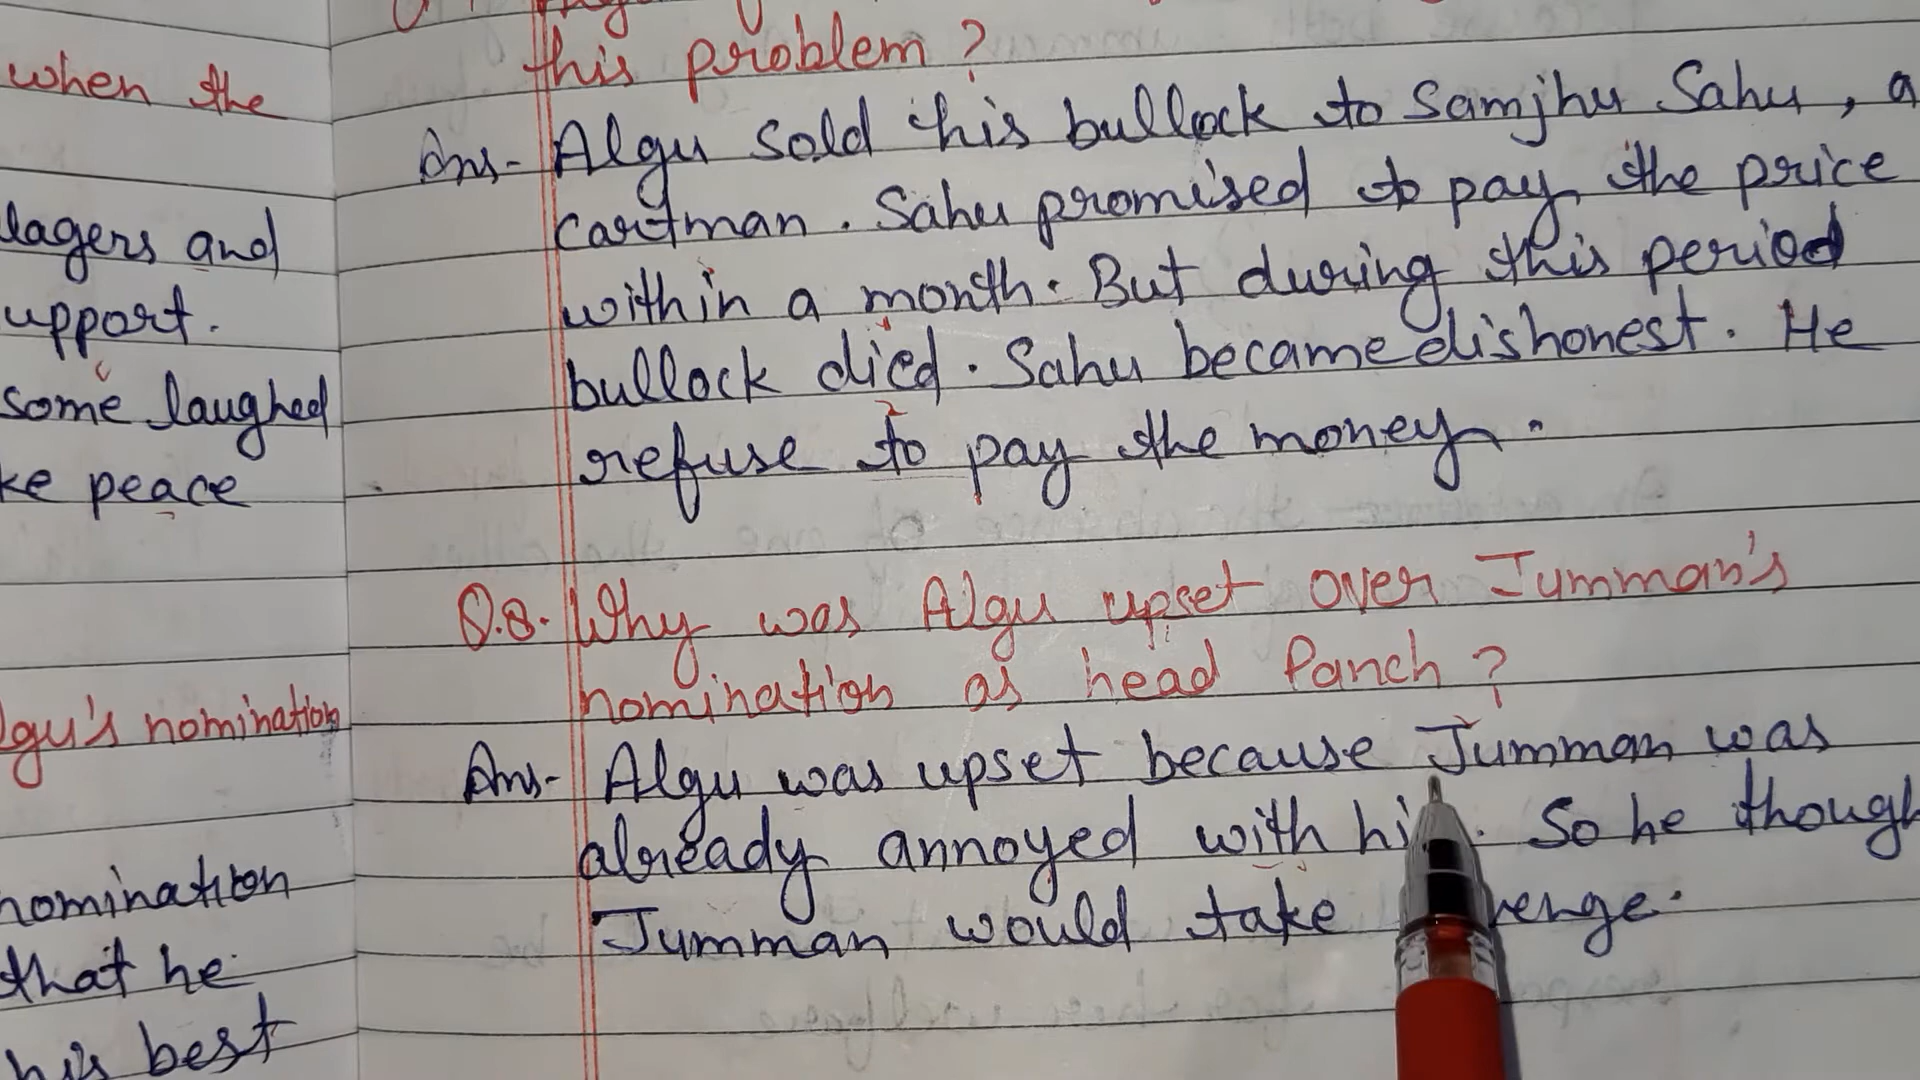 when the
lagers and
upport.
some laughed
ke peace
gu's nomination
nomination
that he
his best
this problem ?
Ans- Algu sold his bullock to Samjhu Sahu, a
cartman. Sahu promised to pay the price
within a month. But during this period
bullock died. Sahu became dishonest. He
refuse to pay the money.
Q.8. Why was Algu upset over Jumman's
nomination as head Panch ?
Ans- Algu was upset because Jumman was
already annoyed with hi. So he though
Jumman would take venge.